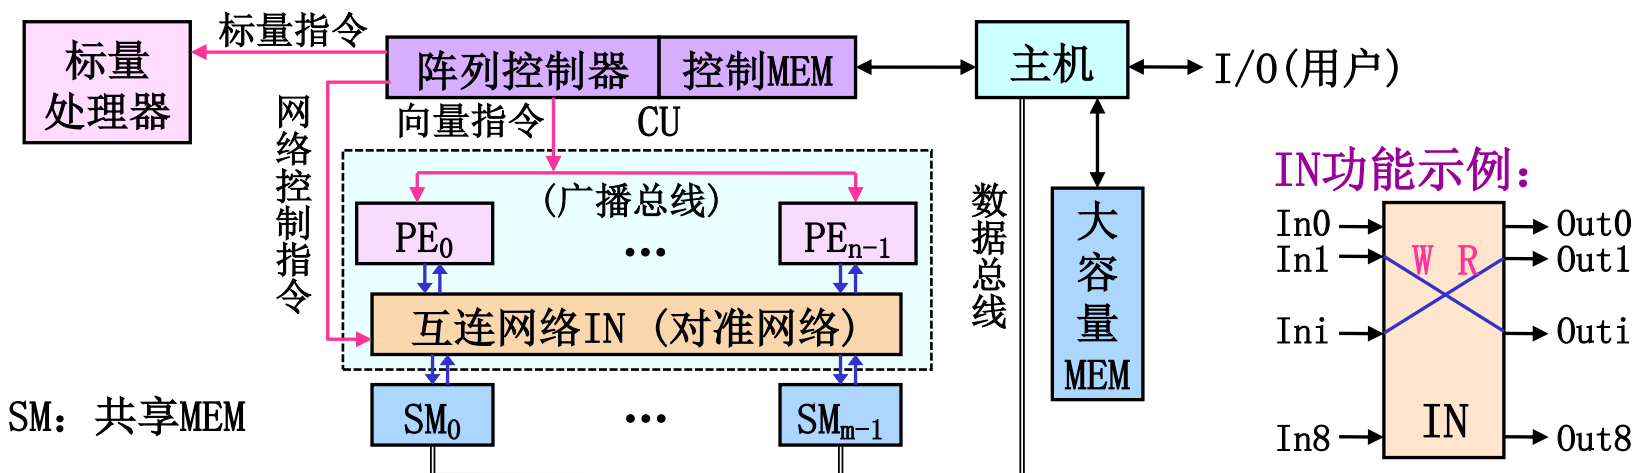 标量指令
标量
处理器
阵列控制器
控制MEM
主机
I/O(用户)
网络控制指令
向量指令
CU
(广播总线)
PE0
...
PEn-1
互连网络IN (对准网络)
数据总线
大容量
MEM
SM: 共享MEM
SM0
...
SMm-1
IN功能示例:
In0
Out0
In1
W R
Out1
Ini
Outi
In8
IN
Out8